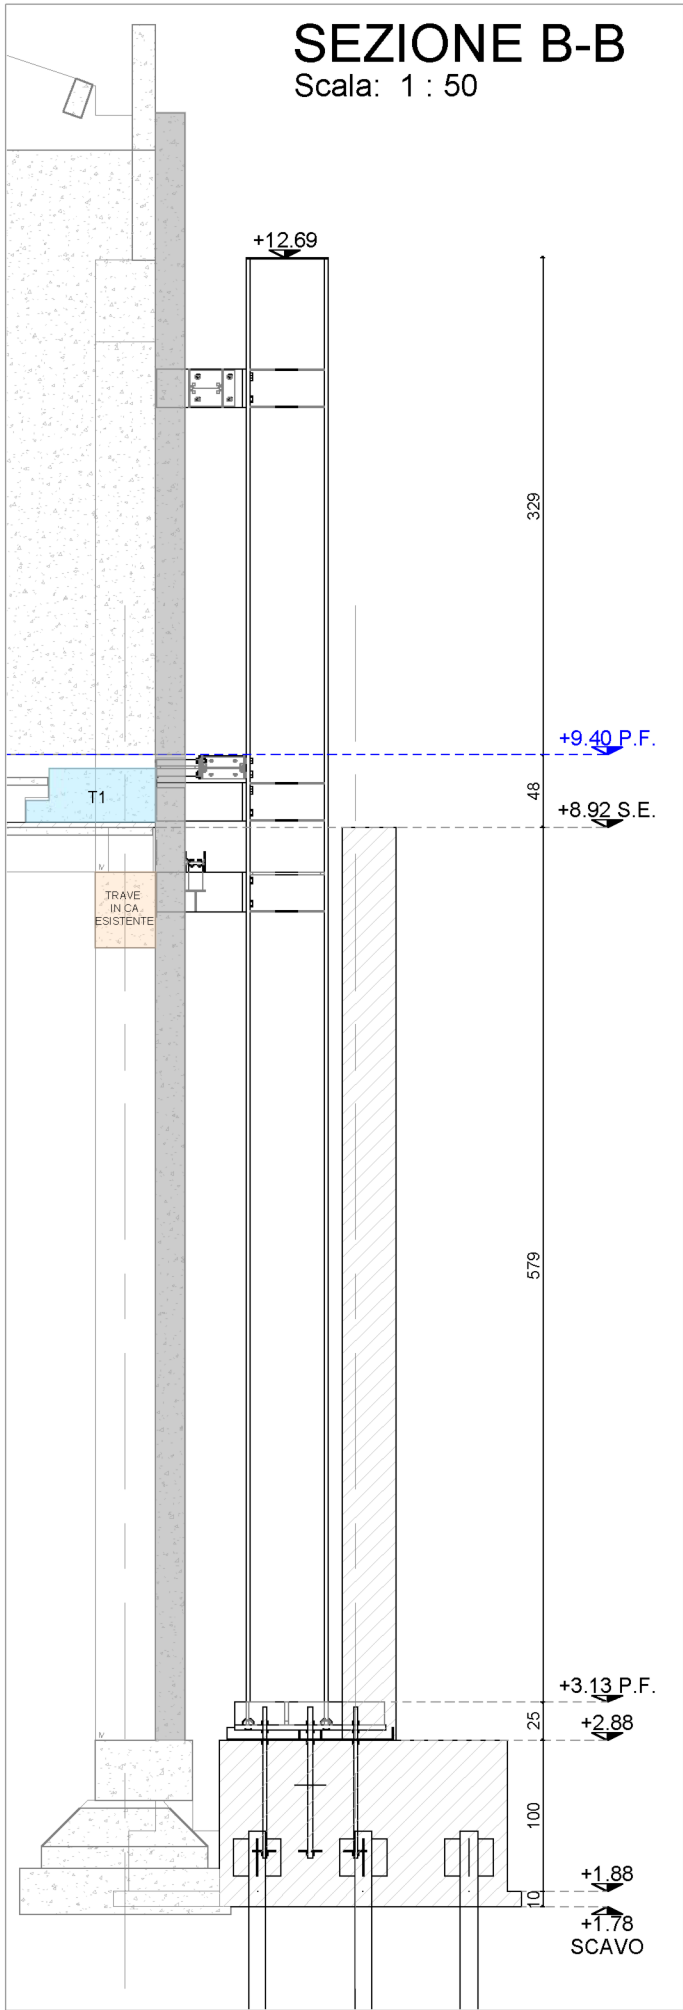 SEZIONE B-B
Scala: 1 : 50
+12.69
329
+9.40 P.F.
48
T1
+8.92 S.E.
TRAVE
IN CA
ESISTENTE
579
+3.13 P.F.
25
+2.88
100
+1.88
10
+1.78
SCAVO